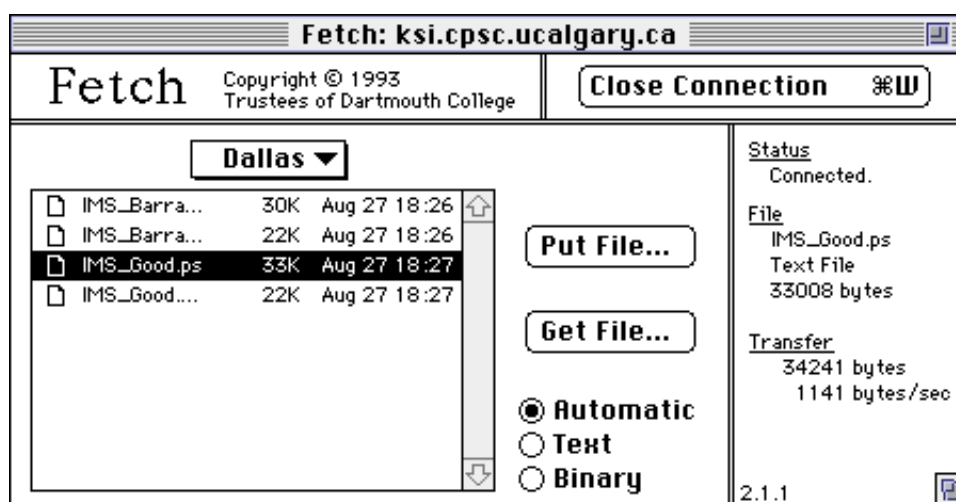 Fetch: ksi.cpsc.ucalgary.ca
Fetch
Copyright © 1993
Trustees of Dartmouth College
Close Connection ⌘W
Dallas
IMS_Barra... 30K Aug 27 18:26
IMS_Barra... 22K Aug 27 18:26
IMS_Good.ps 33K Aug 27 18:27
IMS_Good.... 22K Aug 27 18:27
Put File...
Get File...
Automatic
Text
Binary
Status
Connected.
File
IMS_Good.ps
Text File
33008 bytes
Transfer
34241 bytes
1141 bytes/sec
2.1.1